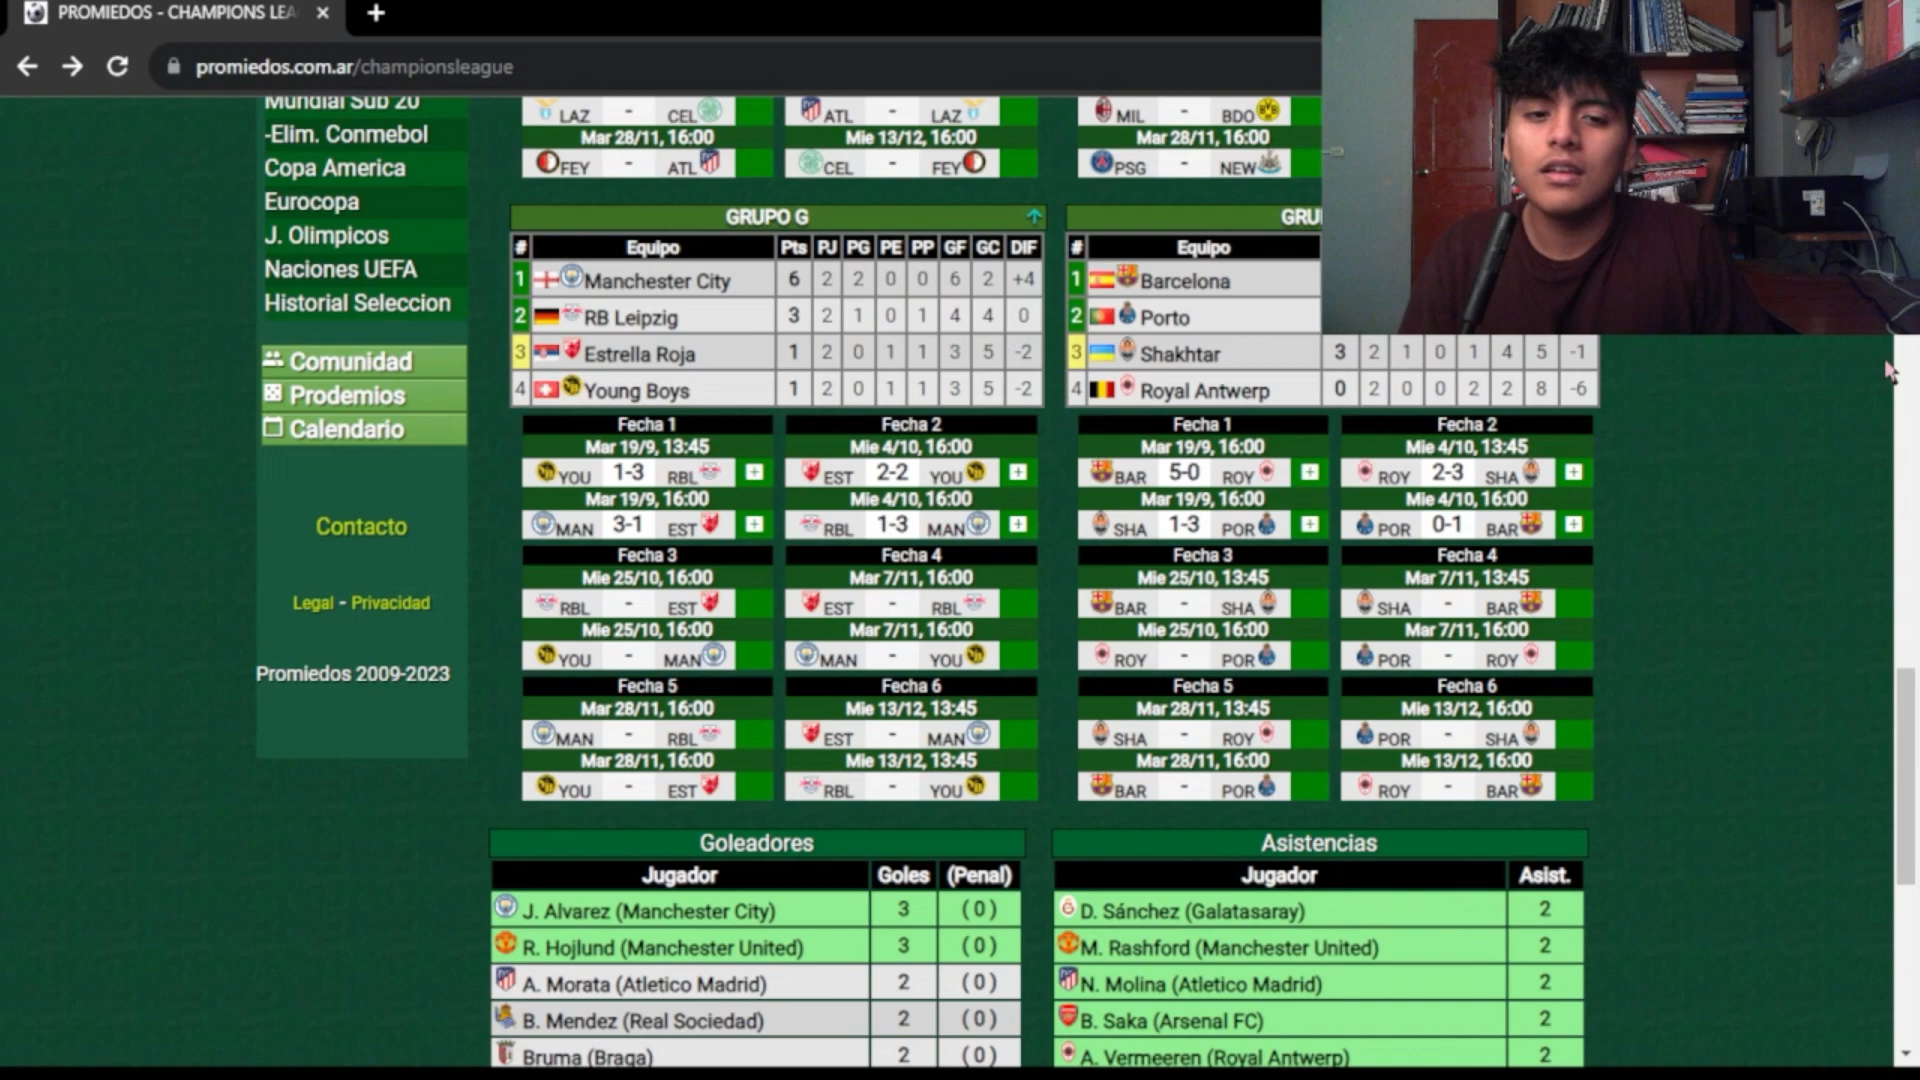 PROMIEDOS - CHAMPIONS LEA
promiedos.com.ar/championsleague
Mundial Sub 20
-Elim. Conmebol
Copa America
Eurocopa
J. Olimpicos
Naciones UEFA
Historial Seleccion
Comunidad
Prodemios
Calendario
Contacto
Legal - Privacidad
Promiedos 2009-2023
LAZ - CEL
ATL - LAZ
MIL - BDO
Mar 28/11, 16:00
Mie 13/12, 16:00
Mar 28/11, 16:00
FEY - ATL
CEL - FEY
PSG - NEW
GRUPO G
# Equipo Pts PJ PG PE PP GF GC DIF
1 Manchester City 6 2 2 0 0 6 2 +4
2 RB Leipzig 3 2 1 0 1 4 4 0
3 Estrella Roja 1 2 0 1 1 3 5 -2
4 Young Boys 1 2 0 1 1 3 5 -2
Fecha 1
Mar 19/9, 13:45
YOU 1-3 RBL
Mar 19/9, 16:00
MAN 3-1 EST
Fecha 2
Mie 4/10, 16:00
EST 2-2 YOU
Mie 4/10, 16:00
RBL 1-3 MAN
Fecha 3
Mie 25/10, 16:00
RBL - EST
Mie 25/10, 16:00
YOU - MAN
Fecha 4
Mar 7/11, 16:00
EST - RBL
Mar 7/11, 16:00
MAN - YOU
Fecha 5
Mar 28/11, 16:00
MAN - RBL
Mar 28/11, 16:00
YOU - EST
Fecha 6
Mie 13/12, 13:45
EST - MAN
Mie 13/12, 13:45
RBL - YOU
GRU
# Equipo
1 Barcelona
2 Porto
3 Shakhtar 3 2 1 0 1 4 5 -1
4 Royal Antwerp 0 2 0 0 2 2 8 -6
Fecha 1
Mar 19/9, 16:00
BAR 5-0 ROY
Mar 19/9, 16:00
SHA 1-3 POR
Fecha 2
Mie 4/10, 13:45
ROY 2-3 SHA
Mie 4/10, 16:00
POR 0-1 BAR
Fecha 3
Mie 25/10, 13:45
BAR - SHA
Mie 25/10, 16:00
ROY - POR
Fecha 4
Mar 7/11, 13:45
SHA - BAR
Mar 7/11, 16:00
POR - ROY
Fecha 5
Mar 28/11, 13:45
SHA - ROY
Mar 28/11, 16:00
BAR - POR
Fecha 6
Mie 13/12, 16:00
POR - SHA
Mie 13/12, 16:00
ROY - BAR
Goleadores
Jugador Goles (Penal)
J. Alvarez (Manchester City) 3 (0)
R. Hojlund (Manchester United) 3 (0)
A. Morata (Atletico Madrid) 2 (0)
B. Mendez (Real Sociedad) 2 (0)
Bruma (Braga) 2 (0)
Asistencias
Jugador Asist.
D. Sánchez (Galatasaray) 2
M. Rashford (Manchester United) 2
N. Molina (Atletico Madrid) 2
B. Saka (Arsenal FC) 2
A. Vermeeren (Royal Antwerp) 2